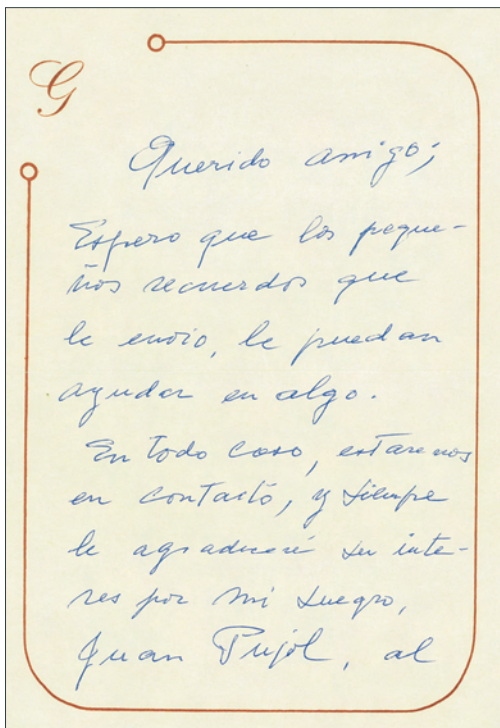 G
Querido amigo;
Espero que los peque-
ños recuerdos que
le envio, le puedan
ayudar en algo.
En todo caso, estaremos
en contacto, y siempre
le agradeceré su inte-
res por mi suegro,
Juan Pujol, al